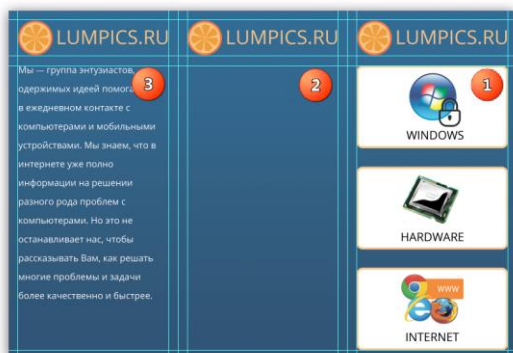 LUMPICS.RU
LUMPICS.RU
LUMPICS.RU
Мы — группа энтузиастов,
одержимых идеей
в ежедневном контакте с
компьютерами и мобильными
устройствами. Мы знаем, что в
интернете уже полно
информации на решении
разного рода проблем с
компьютерами. Но это не
останавливает нас, чтобы
рассказывать Вам, как решать
многие проблемы и задачи
более качественно и быстрее.
3
2
1
WINDOWS
HARDWARE
WWW
INTERNET